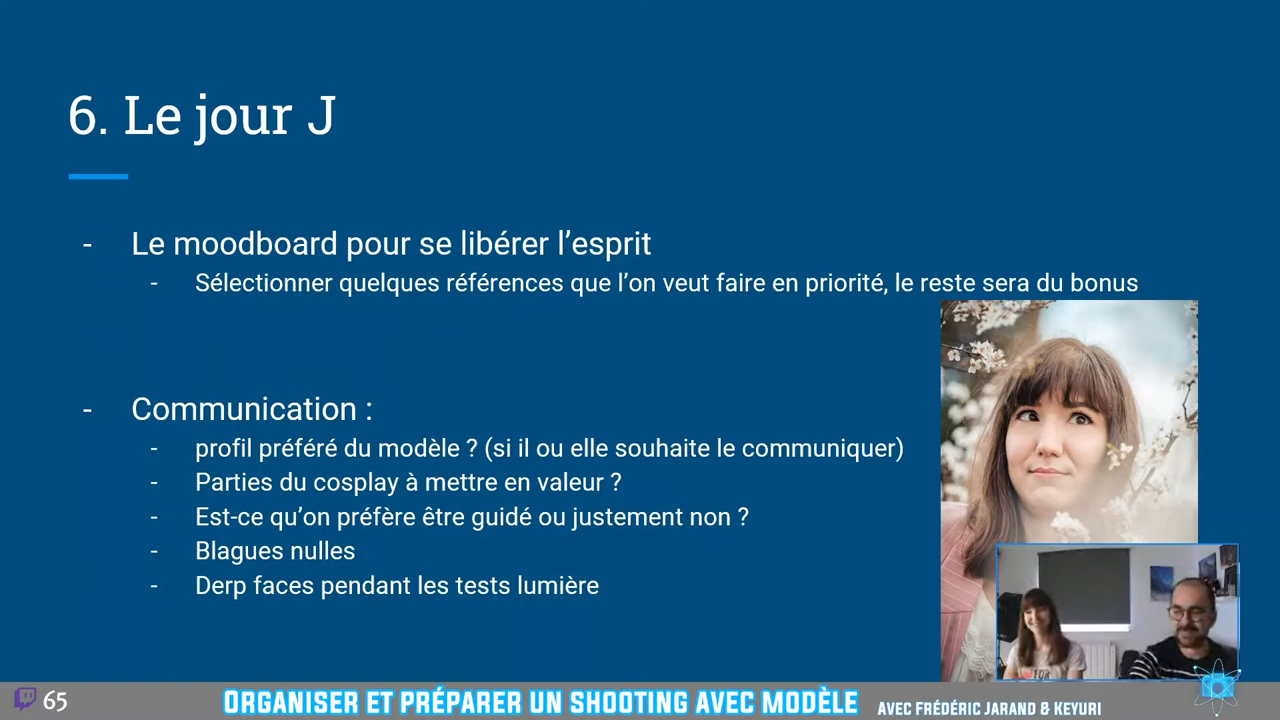 6. Le jour J
- Le moodboard pour se libérer l’esprit
- Sélectionner quelques références que l’on veut faire en priorité, le reste sera du bonus
- Communication :
- profil préféré du modèle ? (si il ou elle souhaite le communiquer)
- Parties du cosplay à mettre en valeur ?
- Est-ce qu’on préfère être guidé ou justement non ?
- Blagues nulles
- Derp faces pendant les tests lumière
65 ORGANISER ET PRÉPARER UN SHOOTING AVEC MODÈLE AVEC FRÉDÉRIC JARAND & KEYURI